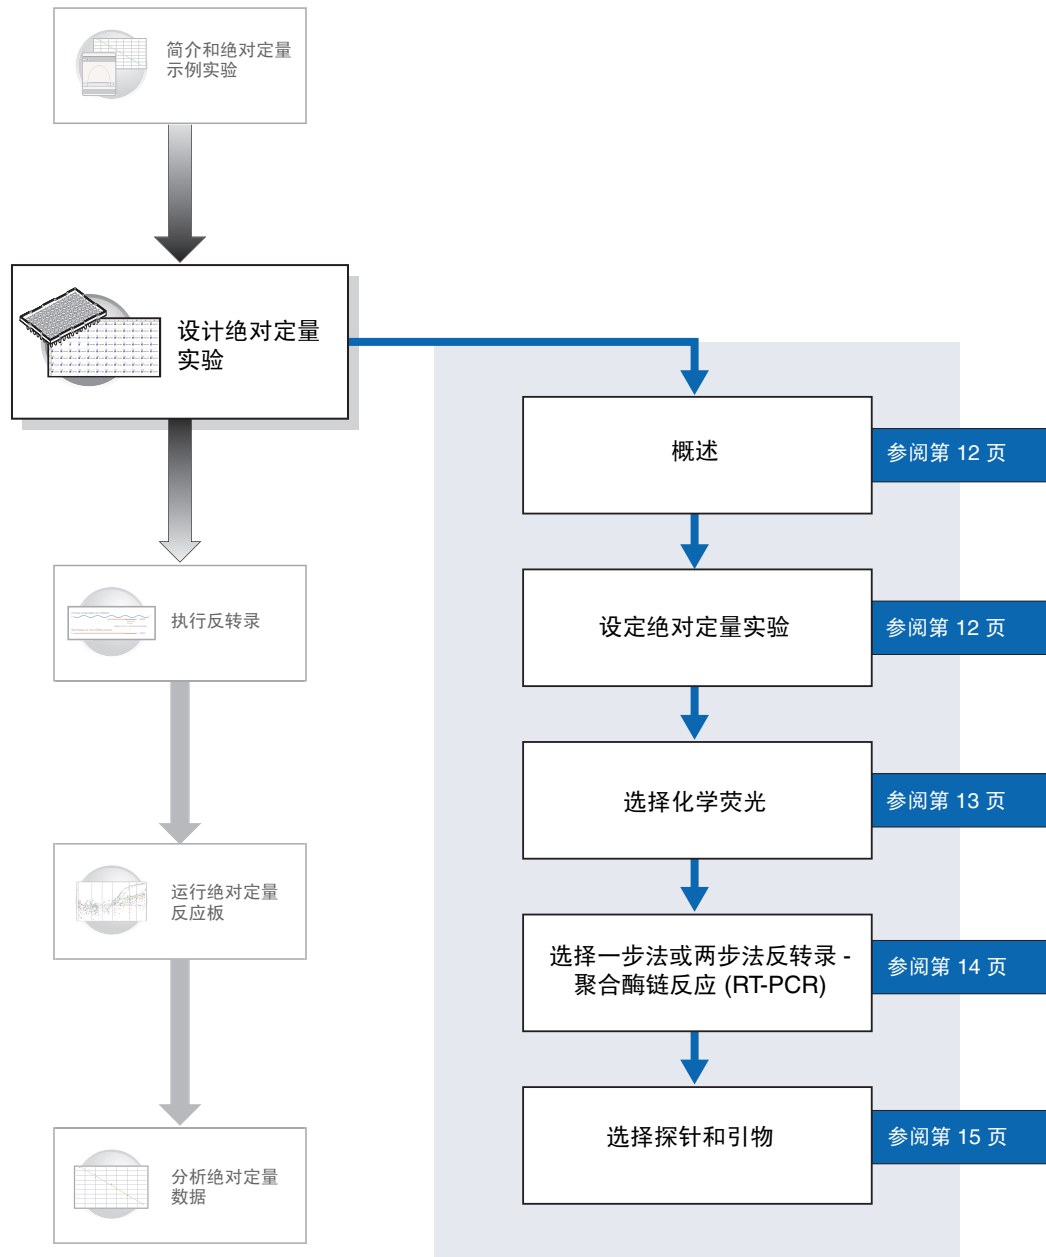 简介和绝对定量
示例实验
设计绝对定量
实验
执行反转录
运行绝对定量
反应板
分析绝对定量
数据
概述
参阅第 12 页
设定绝对定量实验
参阅第 12 页
选择化学荧光
参阅第 13 页
选择一步法或两步法反转录 -
聚合酶链反应 (RT-PCR)
参阅第 14 页
选择探针和引物
参阅第 15 页